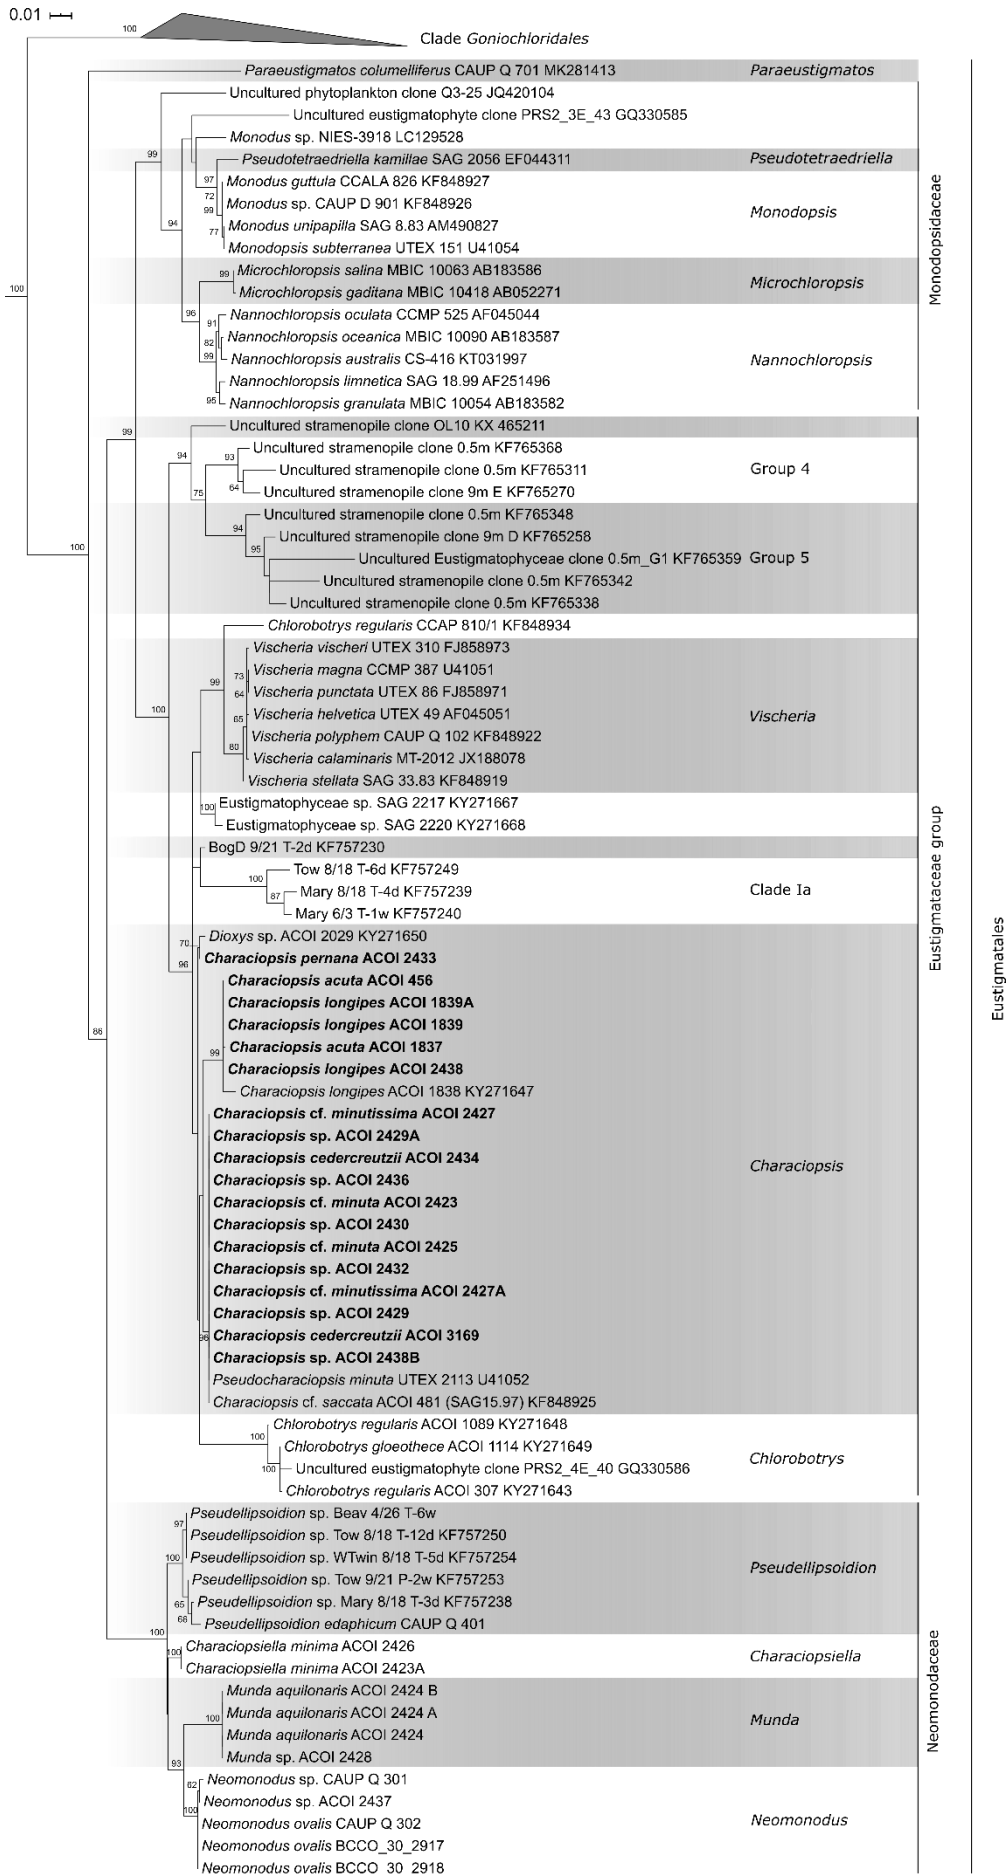 0.01
100
100
Clade Goniochloridales
Paraeustigmatos columelliferus CAUP Q 701 MK281413 Paraeustigmatos
Uncultured phytoplankton clone Q3-25 JQ420104
Uncultured eustigmatophyte clone PRS2_3E_43 GQ330585
Monodus sp. NIES-3918 LC129528
99
Pseudotetraedriella kamillae SAG 2056 EF044311 Pseudotetraedriella
97
Monodus guttula CCALA 826 KF848927
72
Monodus sp. CAUP D 901 KF848926 Monodopsis
99
94
Monodus unipapilla SAG 8.83 AM490827
77
Monodopsis subterranea UTEX 151 U41054
Monodopsidaceae
99
Microchloropsis salina MBIC 10063 AB183586
Microchloropsis
Microchloropsis gaditana MBIC 10418 AB052271
96
Nannochloropsis oculata CCMP 525 AF045044
91
Nannochloropsis oceanica MBIC 10090 AB183587
82
99
Nannochloropsis australis CS-416 KT031997 Nannochloropsis
Nannochloropsis limnetica SAG 18.99 AF251496
95
Nannochloropsis granulata MBIC 10054 AB183582
99
Uncultured stramenopile clone OL10 KX 465211
94
Uncultured stramenopile clone 0.5m KF765368
93
Uncultured stramenopile clone 0.5m KF765311 Group 4
64
75
Uncultured stramenopile clone 9m E KF765270
Uncultured stramenopile clone 0.5m KF765348
94
Uncultured stramenopile clone 9m D KF765258
95
100
Uncultured Eustigmatophyceae clone 0.5m_G1 KF765359 Group 5
Uncultured stramenopile clone 0.5m KF765342
Uncultured stramenopile clone 0.5m KF765338
Chlorobotrys regularis CCAP 810/1 KF848934
Vischeria vischeri UTEX 310 FJ858973
99
73
Vischeria magna CCMP 387 U41051
64
Vischeria punctata UTEX 86 FJ858971
100
65
Vischeria helvetica UTEX 49 AF045051 Vischeria
Vischeria polyphem CAUP Q 102 KF848922
80
Vischeria calaminaris MT-2012 JX188078
Vischeria stellata SAG 33.83 KF848919
100
Eustigmatophyceae sp. SAG 2217 KY271667
Eustigmatophyceae sp. SAG 2220 KY271668
BogD 9/21 T-2d KF757230
Tow 8/18 T-6d KF757249
100
87
Mary 8/18 T-4d KF757239 Clade Ia
Mary 6/3 T-1w KF757240
Eustigmataceae group
Eustigmatales
70
Dioxys sp. ACOI 2029 KY271650
Characiopsis pernana ACOI 2433
96
Characiopsis acuta ACOI 456
Characiopsis longipes ACOI 1839A
Characiopsis longipes ACOI 1839
86
99
Characiopsis acuta ACOI 1837
Characiopsis longipes ACOI 2438
Characiopsis longipes ACOI 1838 KY271647
Characiopsis cf. minutissima ACOI 2427
Characiopsis sp. ACOI 2429A
Characiopsis cedercreutzii ACOI 2434 Characiopsis
Characiopsis sp. ACOI 2436
Characiopsis cf. minuta ACOI 2423
Characiopsis sp. ACOI 2430
Characiopsis cf. minuta ACOI 2425
Characiopsis sp. ACOI 2432
Characiopsis cf. minutissima ACOI 2427A
Characiopsis sp. ACOI 2429
96
Characiopsis cedercreutzii ACOI 3169
Characiopsis sp. ACOI 2438B
Pseudocharaciopsis minuta UTEX 2113 U41052
Characiopsis cf. saccata ACOI 481 (SAG15.97) KF848925
Chlorobotrys regularis ACOI 1089 KY271648
100
Chlorobotrys gloeothece ACOI 1114 KY271649
Chlorobotrys
100
Uncultured eustigmatophyte clone PRS2_4E_40 GQ330586
Chlorobotrys regularis ACOI 307 KY271643
Pseudellipsoidion sp. Beav 4/26 T-6w
97
Pseudellipsoidion sp. Tow 8/18 T-12d KF757250
100
Pseudellipsoidion sp. WTwin 8/18 T-5d KF757254
Pseudellipsoidion
Pseudellipsoidion sp. Tow 9/21 P-2w KF757253
65
Pseudellipsoidion sp. Mary 8/18 T-3d KF757238
68
Pseudellipsoidion edaphicum CAUP Q 401
100
100
Characiopsiella minima ACOI 2426
Characiopsiella
Characiopsiella minima ACOI 2423A
Neomonodaceae
Munda aquilonaris ACOI 2424 B
100
Munda aquilonaris ACOI 2424 A
Munda
Munda aquilonaris ACOI 2424
Munda sp. ACOI 2428
93
62
Neomonodus sp. CAUP Q 301
Neomonodus sp. ACOI 2437
100
Neomonodus ovalis CAUP Q 302 Neomonodus
Neomonodus ovalis BCCO_30_2917
Neomonodus ovalis BCCO_30_2918